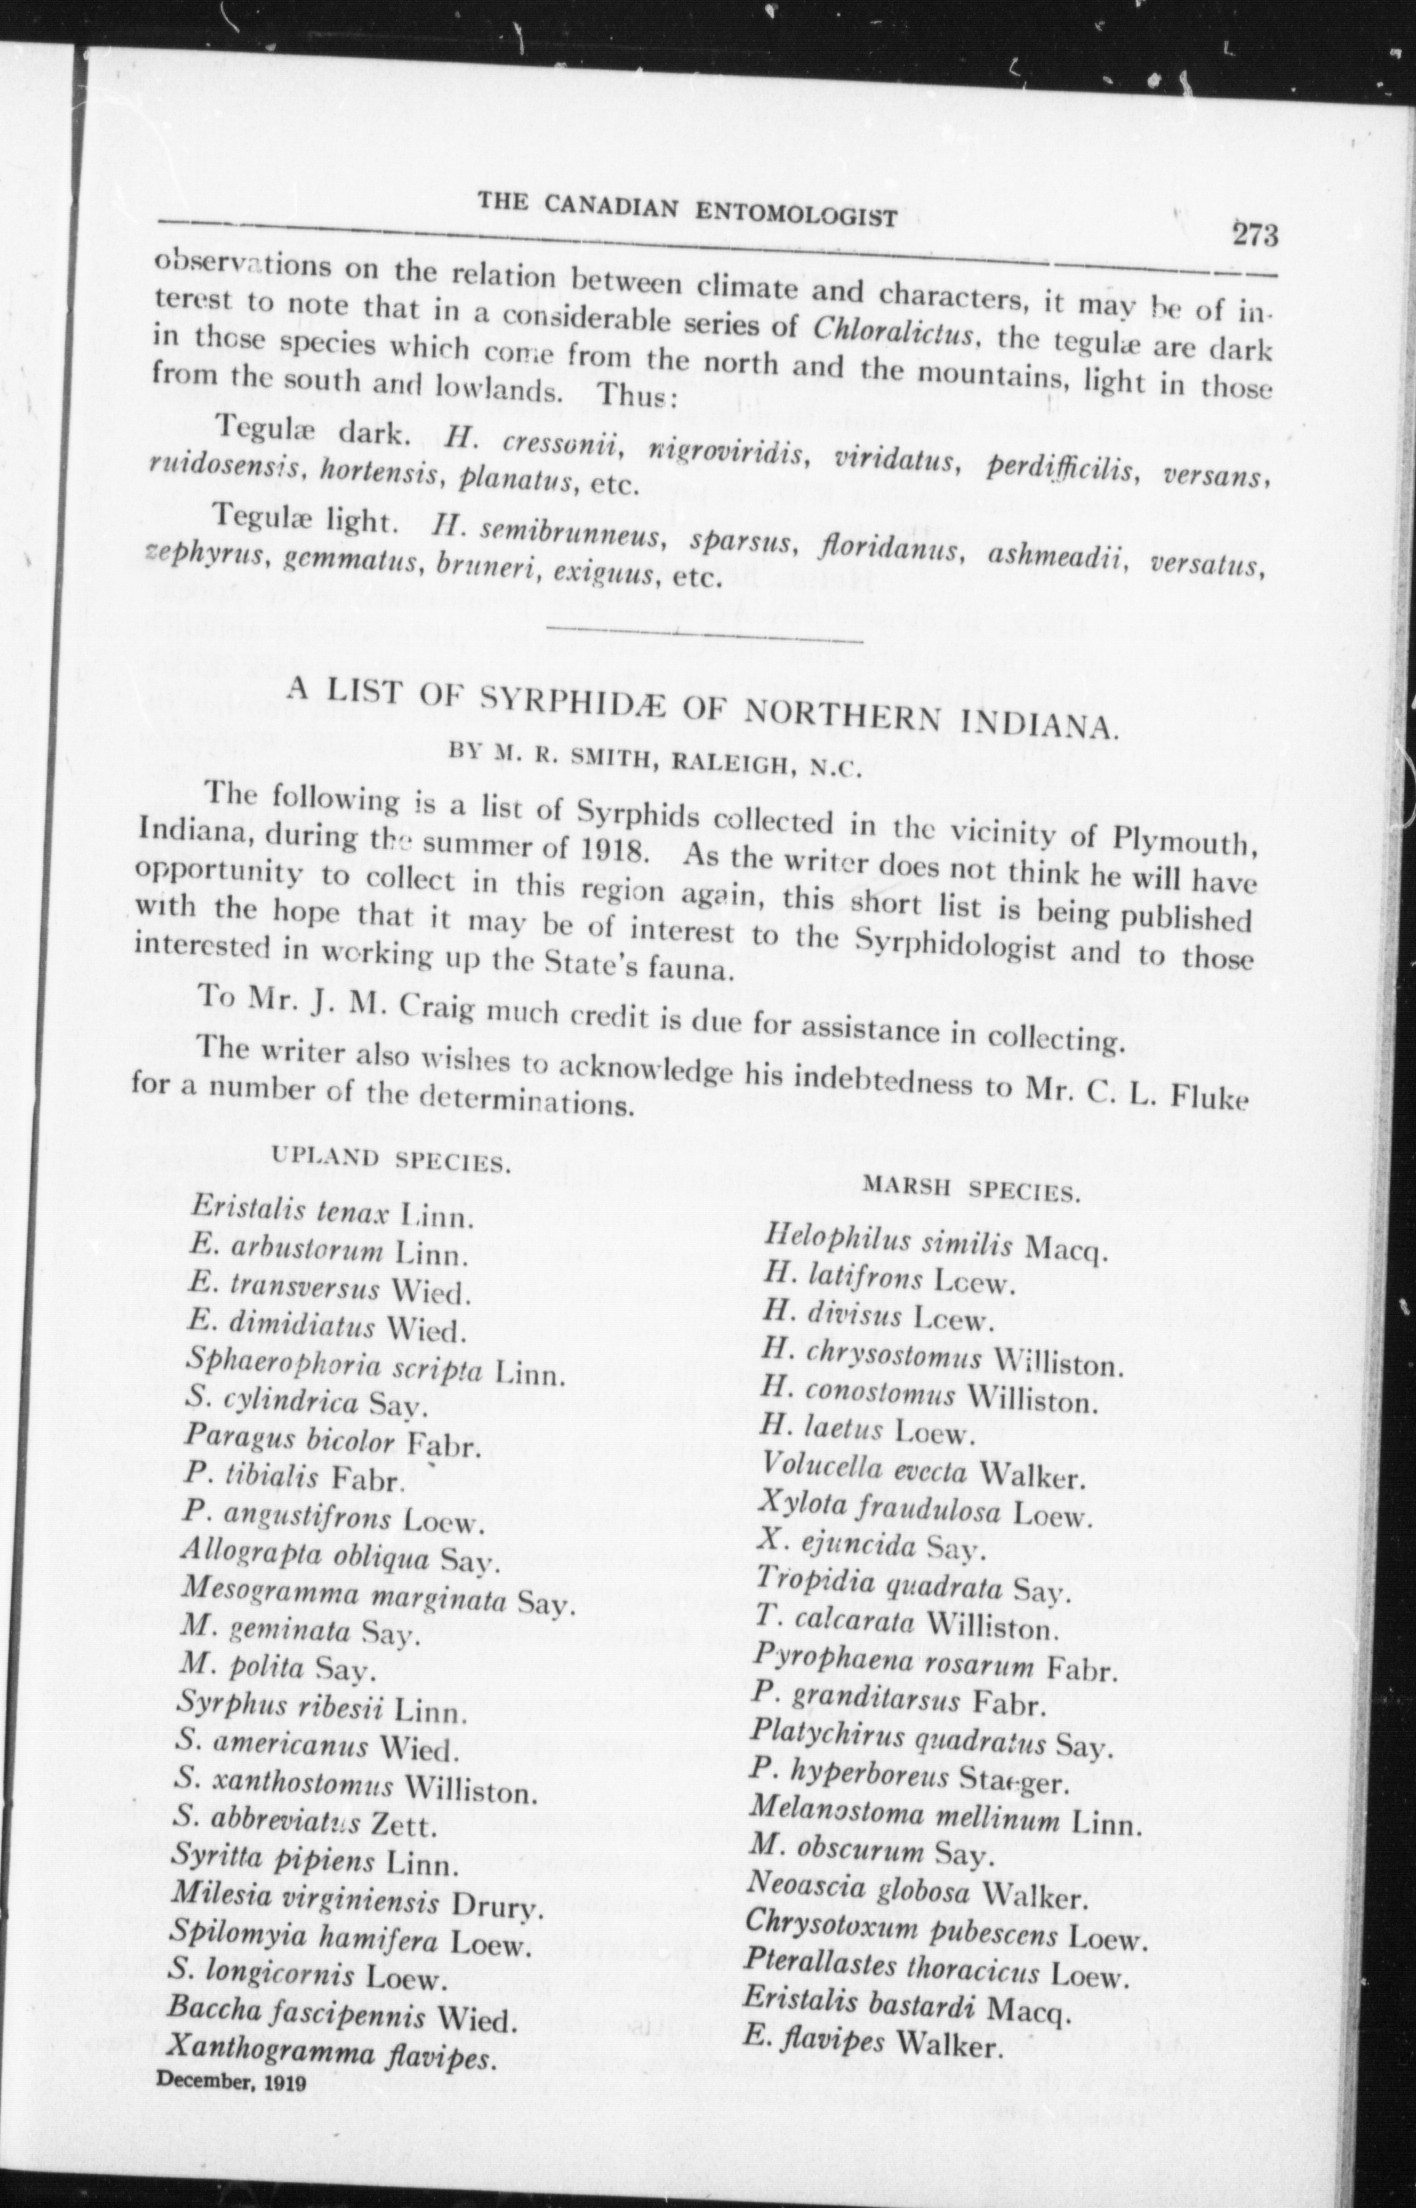 THE CANADIAN ENTOMOLOGIST
273
observations on the relation between climate and characters, it may be of in-
terest to note that in a considerable series of Chloralictus, the tegulæ are dark
in those species which come from the north and the mountains, light in those
from the south and lowlands. Thus:
Tegulæ dark. H. cressonii, nigroviridis, viridatus, perdifficilis, versans,
ruidosensis, hortensis, planatus, etc.
Tegulæ light. H. semibrunneus, sparsus, floridanus, ashmeadii, versatus,
zephyrus, gemmatus, bruneri, exiguus, etc.
A LIST OF SYRPHIDÆ OF NORTHERN INDIANA.
BY M. R. SMITH, RALEIGH, N.C.
The following is a list of Syrphids collected in the vicinity of Plymouth,
Indiana, during the summer of 1918. As the writer does not think he will have
opportunity to collect in this region again, this short list is being published
with the hope that it may be of interest to the Syrphidologist and to those
interested in working up the State's fauna.
To Mr. J. M. Craig much credit is due for assistance in collecting.
The writer also wishes to acknowledge his indebtedness to Mr. C. L. Fluke
for a number of the determinations.
UPLAND SPECIES.
Eristalis tenax Linn.
E. arbustorum Linn.
E. transversus Wied.
E. dimidiatus Wied.
Sphaerophoria scripta Linn.
S. cylindrica Say.
Paragus bicolor Fabr.
P. tibialis Fabr.
P. angustifrons Loew.
Allograpta obliqua Say.
Mesogramma marginata Say.
M. geminata Say.
M. polita Say.
Syrphus ribesii Linn.
S. americanus Wied.
S. xanthostomus Williston.
S. abbreviatus Zett.
Syritta pipiens Linn.
Milesia virginiensis Drury.
Spilomyia hamifera Loew.
S. longicornis Loew.
Baccha fascipennis Wied.
Xanthogramma flavipes.
MARSH SPECIES.
Helophilus similis Macq.
H. latifrons Loew.
H. divisus Loew.
H. chrysostomus Williston.
H. conostomus Williston.
H. laetus Loew.
Volucella evecta Walker.
Xylota fraudulosa Loew.
X. ejuncida Say.
Tropidia quadrata Say.
T. calcarata Williston.
Pyrophaena rosarum Fabr.
P. granditarsus Fabr.
Platychirus quadratus Say.
P. hyperboreus Staeger.
Melanostoma mellinum Linn.
M. obscurum Say.
Neoascia globosa Walker.
Chrysotoxum pubescens Loew.
Pterallastes thoracicus Loew.
Eristalis bastardi Macq.
E. flavipes Walker.
December, 1919